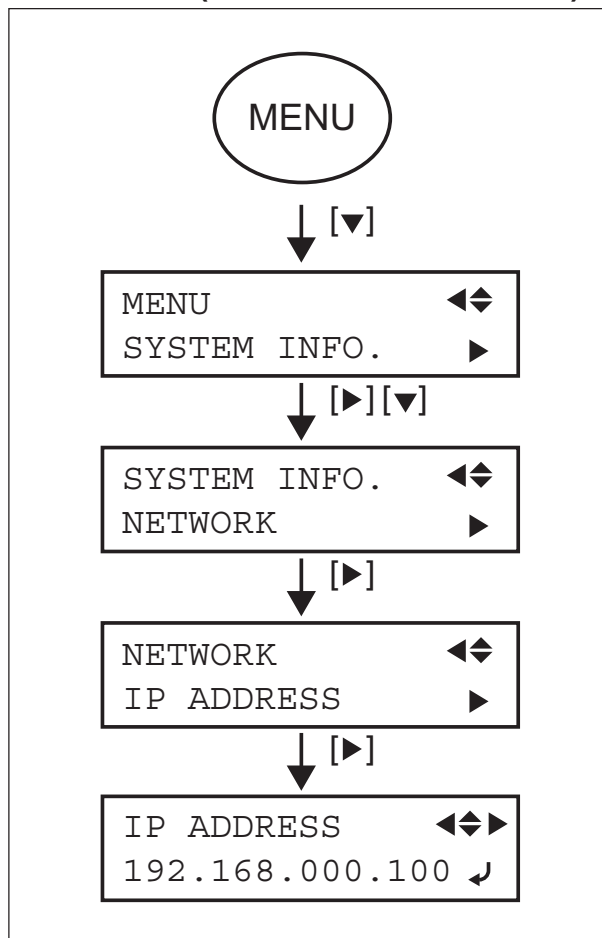 MENU
[▼]
MENU ◀◆
SYSTEM INFO. ▶
[▶][▼]
SYSTEM INFO. ◀◆
NETWORK ▶
[▶]
NETWORK ◀◆
IP ADDRESS ▶
[▶]
IP ADDRESS ◀◆▶
192.168.000.100 ↲